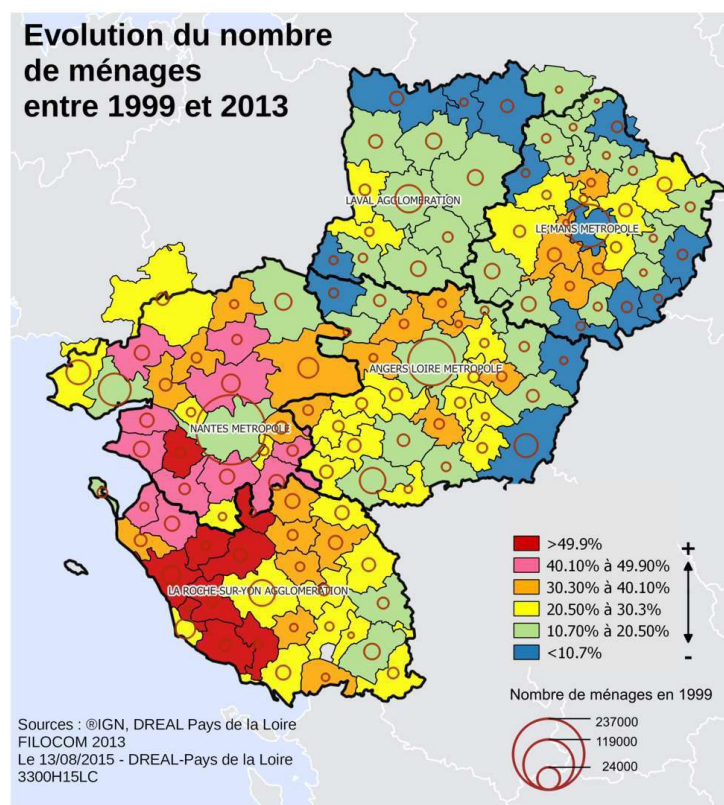 Evolution du nombre
de ménages
entre 1999 et 2013
LAVAL AGGLOMERATION
LE MANS METROPOLE
ANGERS LOIRE METROPOLE
NANTES METROPOLE
LA ROCHE-SUR-YON AGGLOMERATION
>49.9%
40.10% à 49.90%
30.30% à 40.10%
20.50% à 30.3%
10.70% à 20.50%
<10.7%
+
-
Nombre de ménages en 1999
237000
119000
24000
Sources : ®IGN, DREAL Pays de la Loire
FILOCOM 2013
Le 13/08/2015 - DREAL-Pays de la Loire
3300H15LC